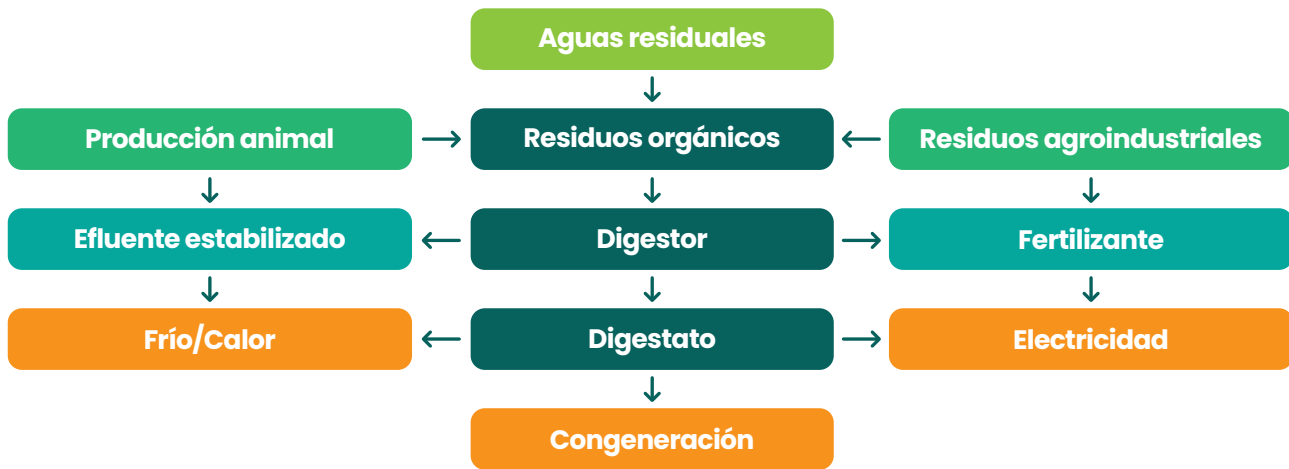 Aguas residuales
Producción animal
Residuos orgánicos
Residuos agroindustriales
Efluente estabilizado
Digestor
Fertilizante
Frío/Calor
Digestato
Electricidad
Congeneración